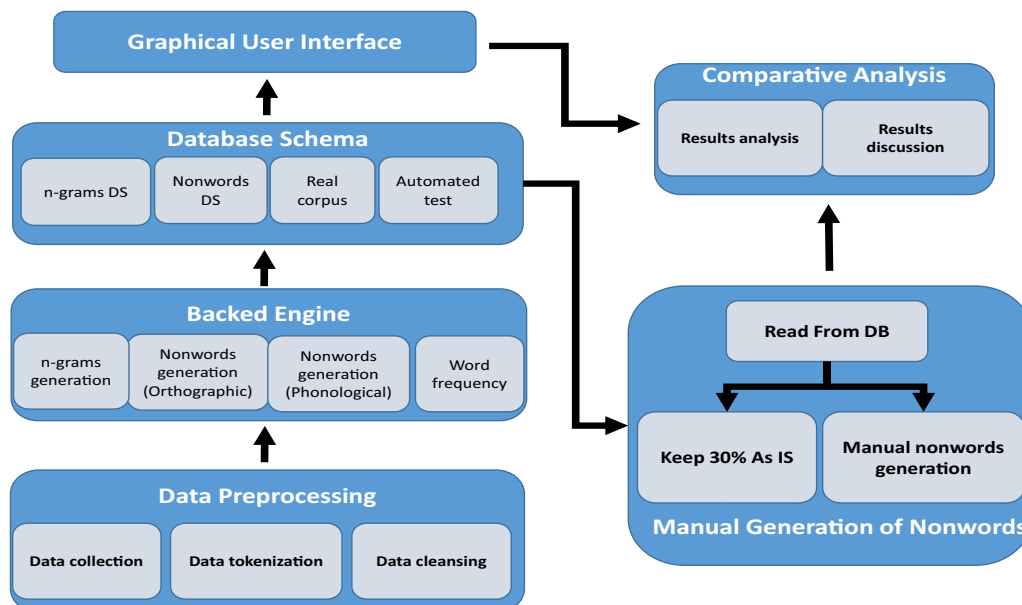 Graphical User Interface
Database Schema
n-grams DS
Nonwords
DS
Real
corpus
Automated
test
Backed Engine
n-grams
generation
Nonwords
generation
(Orthographic)
Nonwords
generation
(Phonological)
Word
frequency
Data Preprocessing
Data collection
Data tokenization
Data cleansing
Comparative Analysis
Results analysis
Results
discussion
Read From DB
Keep 30% As IS
Manual nonwords
generation
Manual Generation of Nonwords